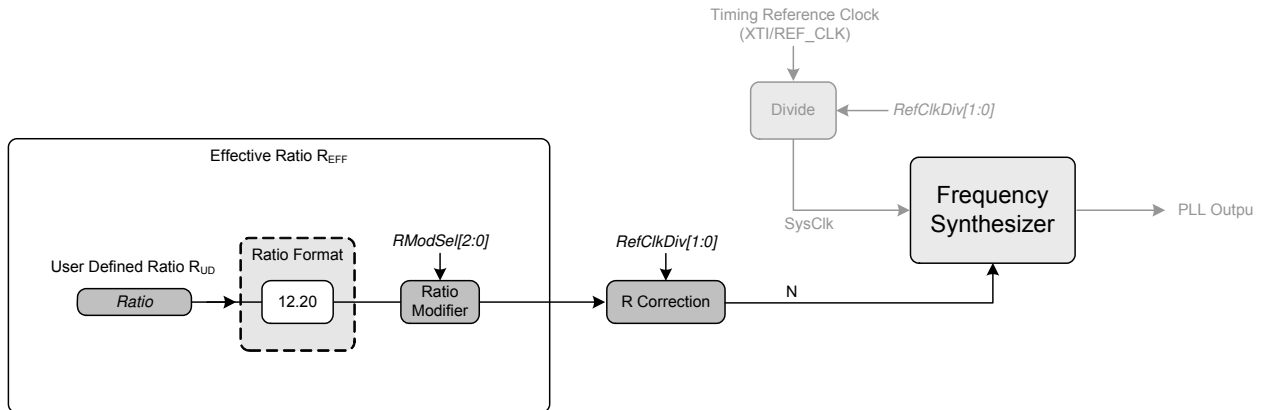 Timing Reference Clock
(XTI/REF_CLK)
Divide
RefClkDiv[1:0]
Effective Ratio REFF
Frequency
Synthesizer
SysClk
PLL Outpu
User Defined Ratio RUD
Ratio
Ratio Format
12.20
RModSel[2:0]
Ratio
Modifier
RefClkDiv[1:0]
R Correction
N